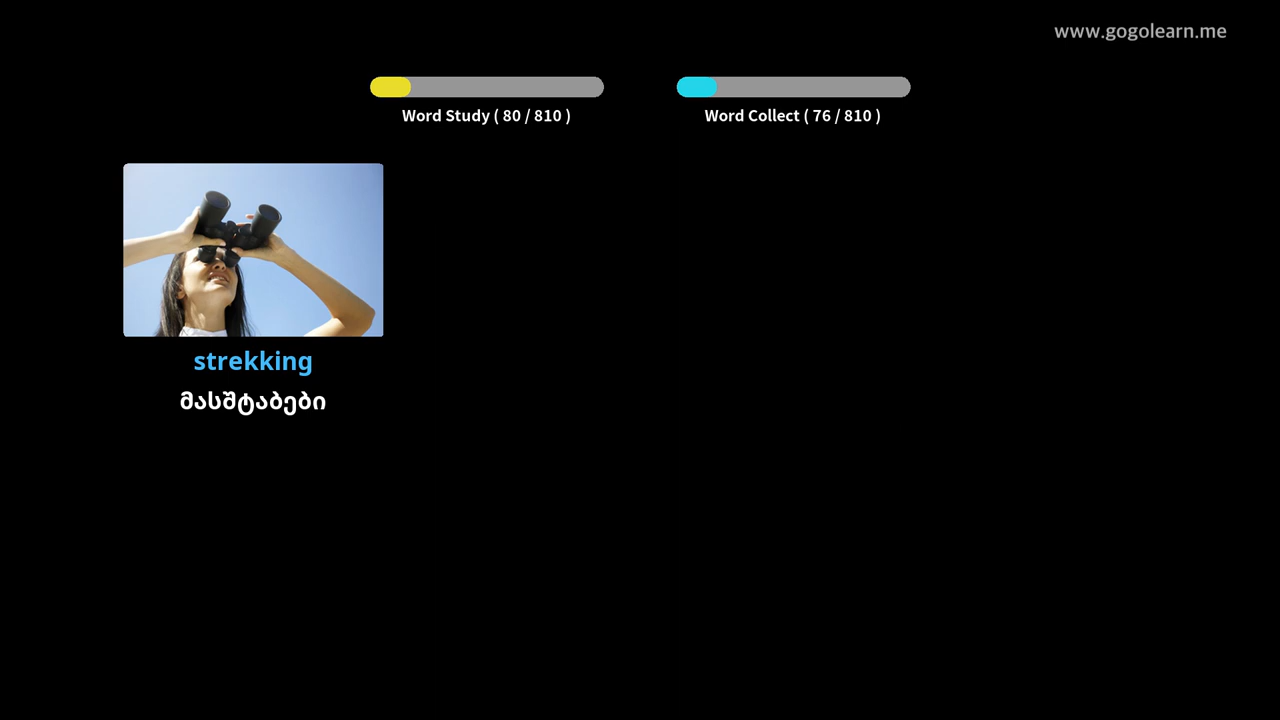 www.gogolearn.me
Word Study ( 80 / 810 )
Word Collect ( 76 / 810 )
strekking
მასშტაბები